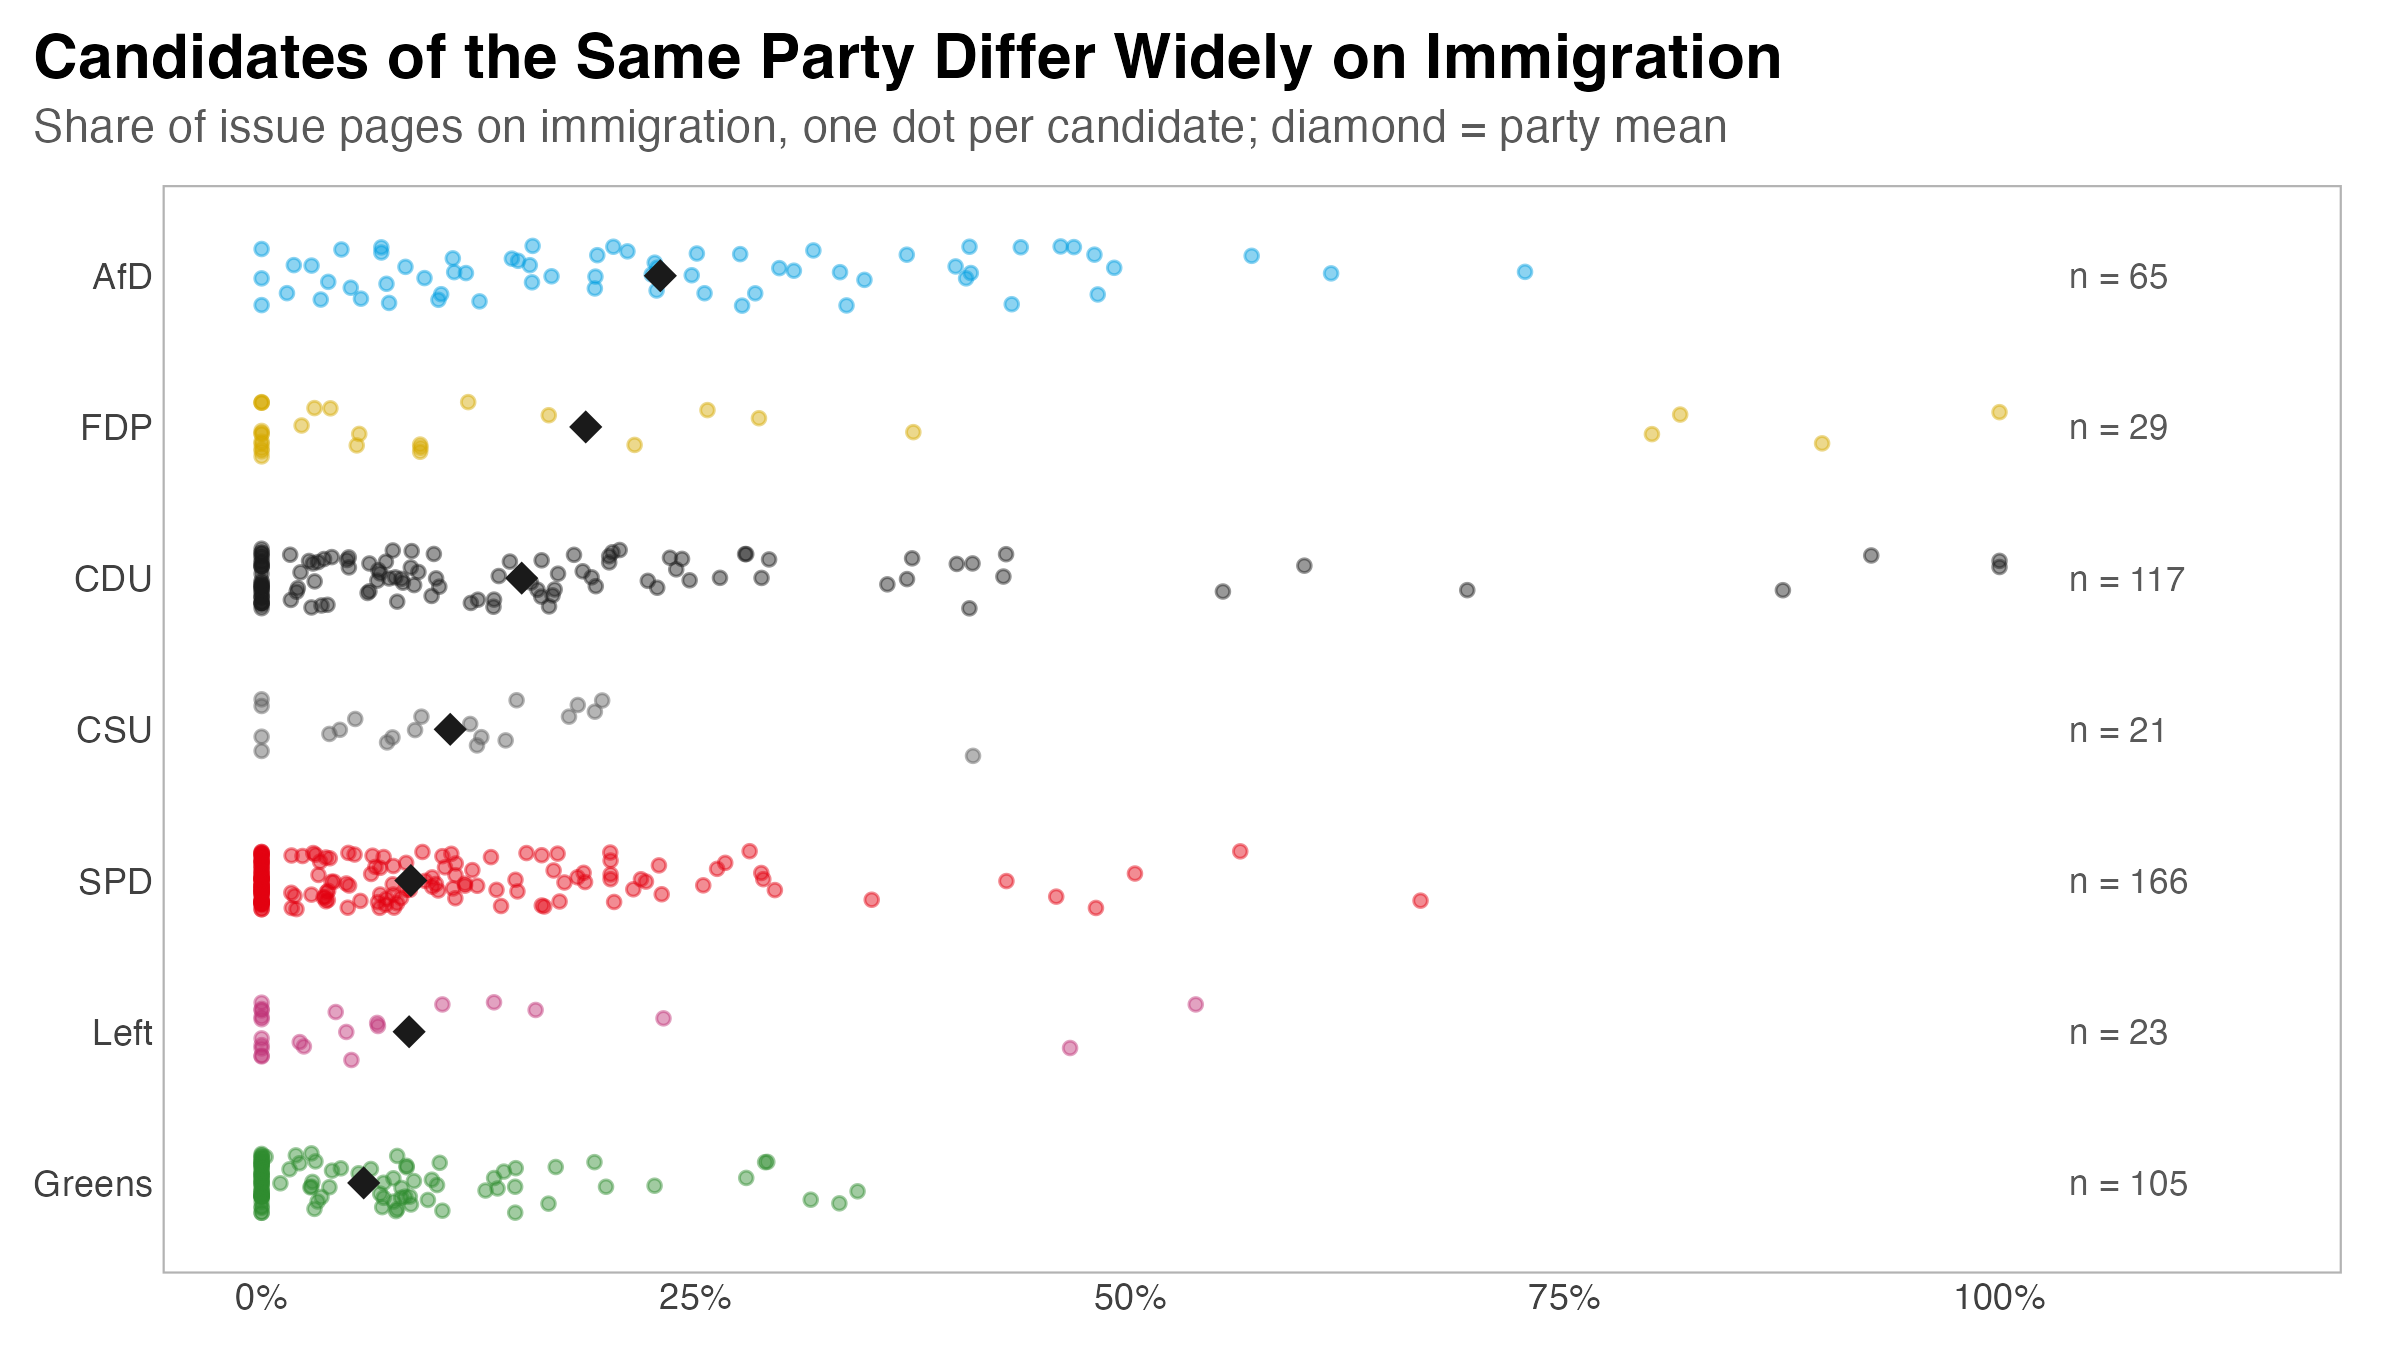 Candidates of the Same Party Differ Widely on Immigration
Share of issue pages on immigration, one dot per candidate; diamond = party mean
AfD n = 65
FDP n = 29
CDU n = 117
CSU n = 21
SPD n = 166
Left n = 23
Greens n = 105
0% 25% 50% 75% 100%